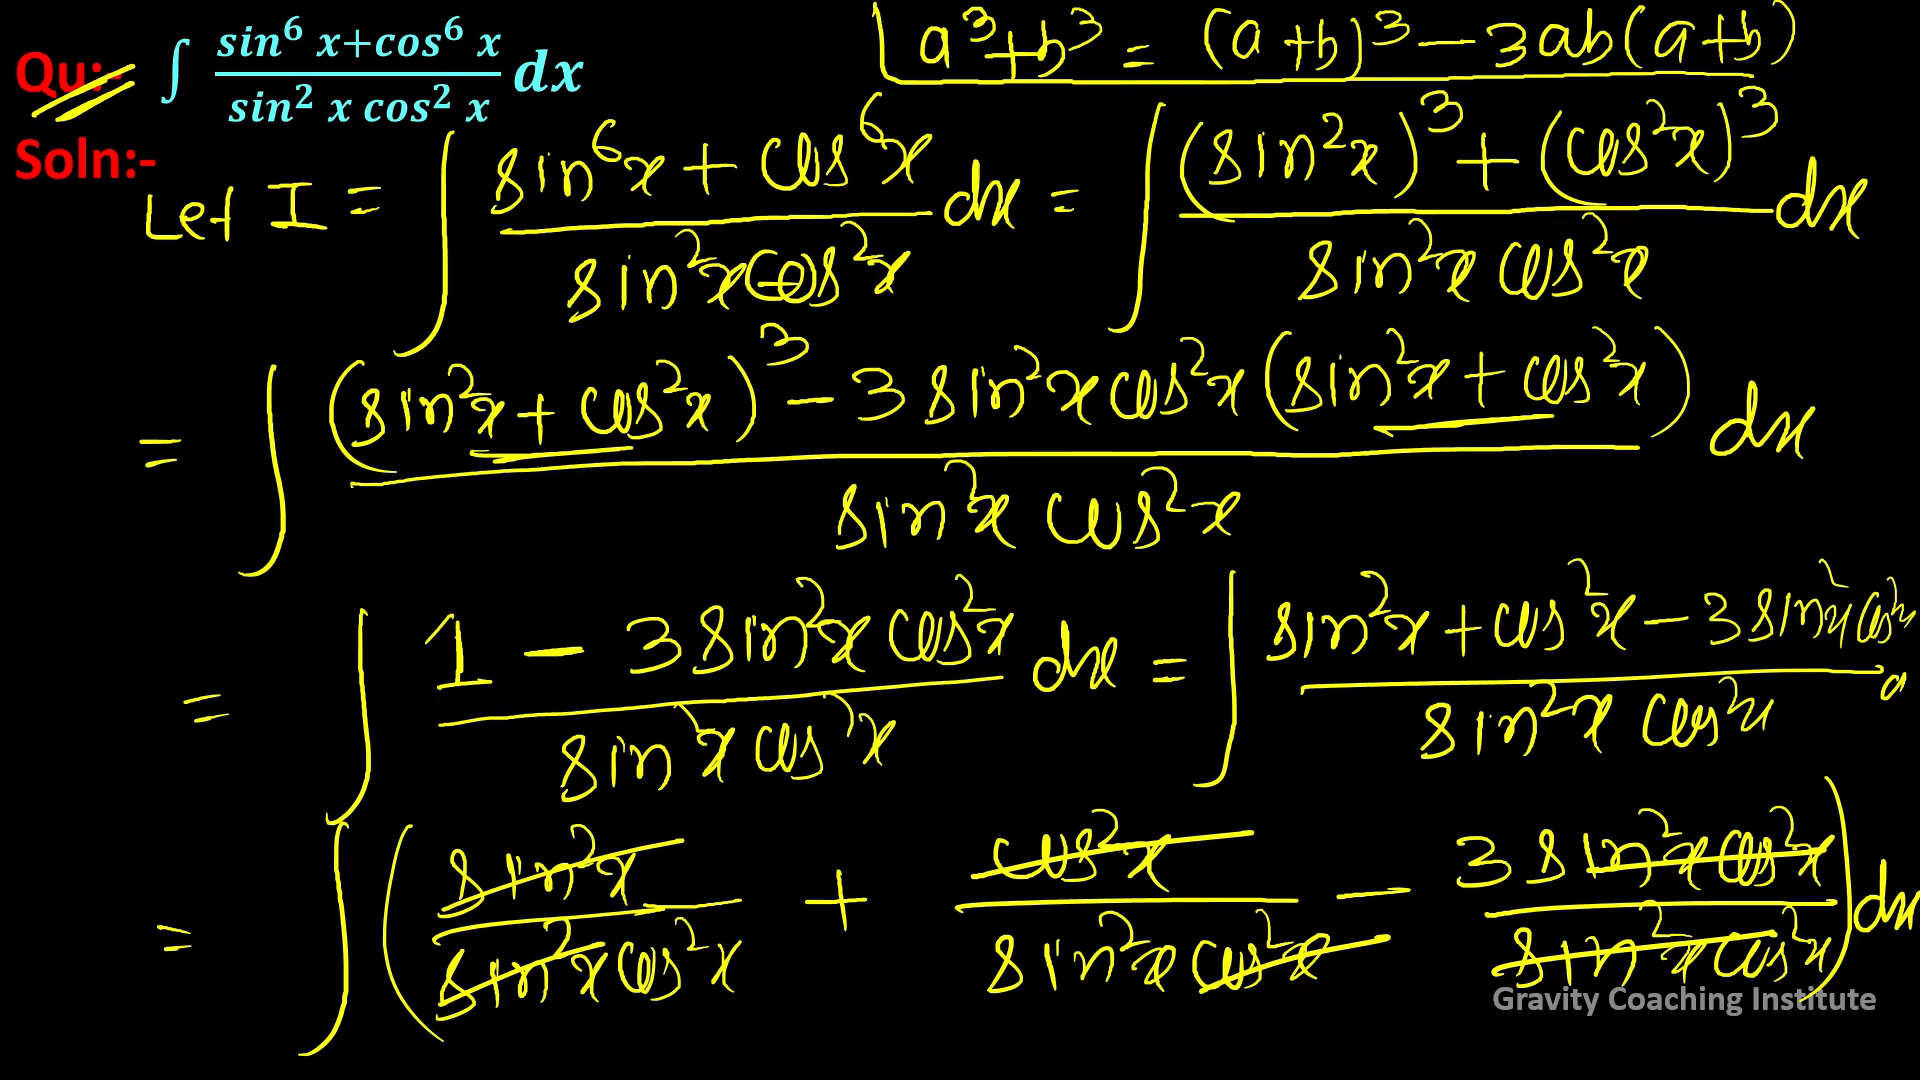 Qu:- ∫ (sin⁶ x+cos⁶ x)/(sin² x cos² x) dx
a³+b³ = (a+b)³-3ab(a+b)
Soln:-
Let I = ∫ (sin⁶x + cos⁶x)/(sin²x cos²x) dx = ∫ ((sin²x)³ + (cos²x)³)/(sin²x cos²x) dx
= ∫ ((sin²x + cos²x)³ - 3 sin²x cos²x (sin²x + cos²x))/(sin²x cos²x) dx
= ∫ (1 - 3 sin²x cos²x)/(sin²x cos²x) dx = ∫ (sin²x + cos²x - 3 sin²x cos²x)/(sin²x cos²x) d
= ∫ (sin²x/(sin²x cos²x) + cos²x/(sin²x cos²x) - 3 sin²x cos²x/(sin²x cos²x)) dx
Gravity Coaching Institute